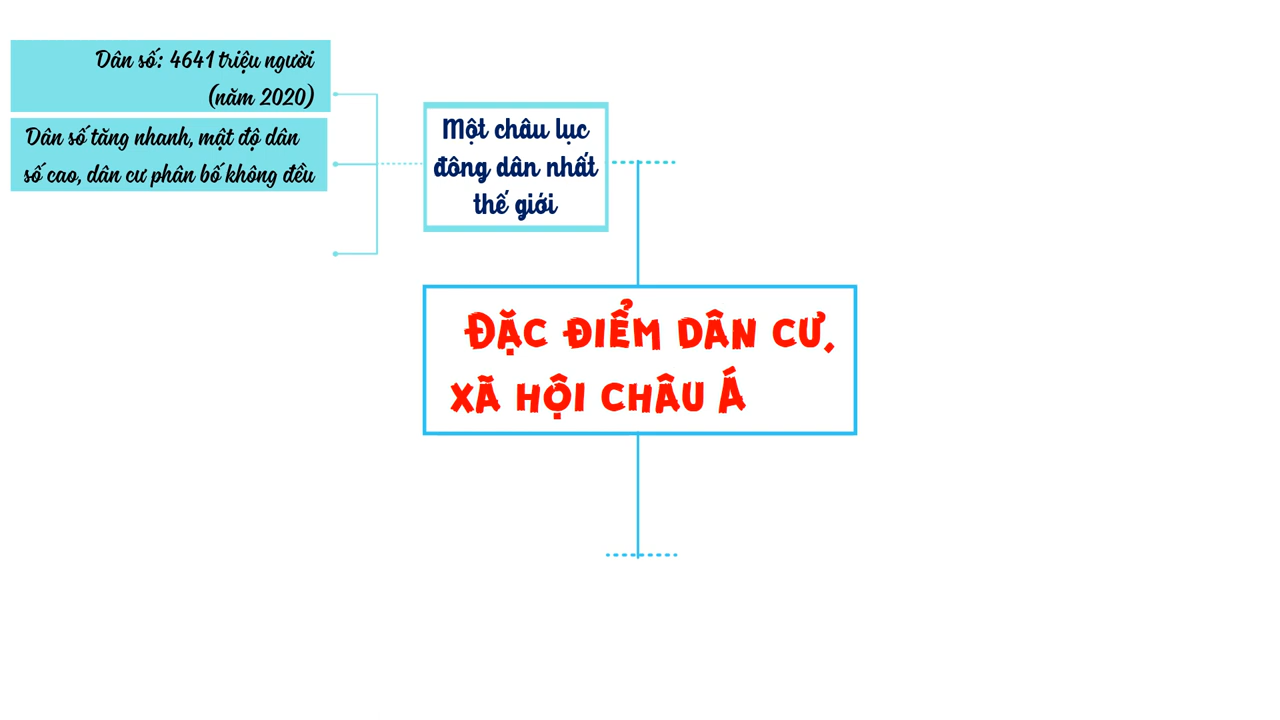 Dân số: 4641 triệu người
(năm 2020)
Dân số tăng nhanh, mật độ dân
số cao, dân cư phân bố không đều
Một châu lục
đông dân nhất
thế giới
ĐẶC ĐIỂM DÂN CƯ,
XÃ HỘI CHÂU Á